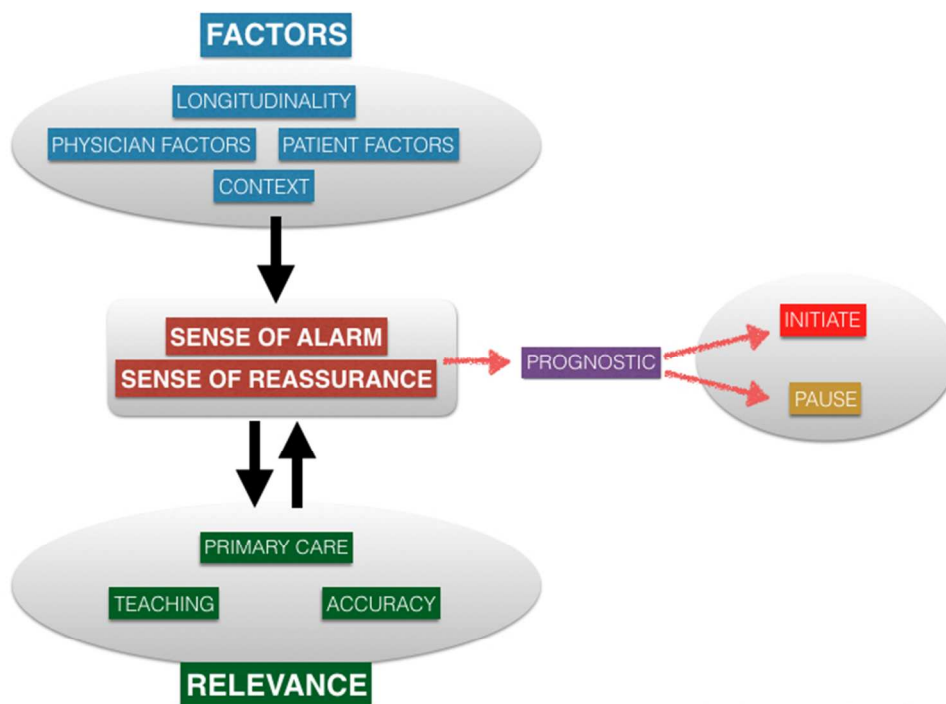 FACTORS
LONGITUDINALITY
PHYSICIAN FACTORS
PATIENT FACTORS
CONTEXT
SENSE OF ALARM
SENSE OF REASSURANCE
PROGNOSTIC
INITIATE
PAUSE
PRIMARY CARE
TEACHING
ACCURACY
RELEVANCE